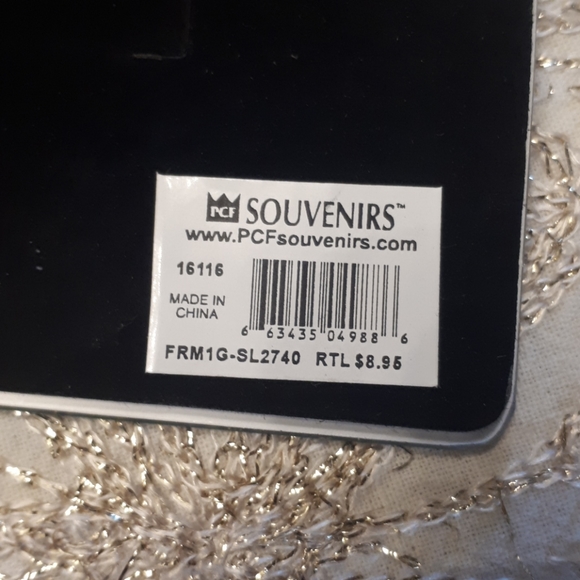 PCF SOUVENIRS™
www.PCFsouvenirs.com
16116
MADE IN
CHINA
6 63435 04988 6
FRM1G-SL2740 RTL $8.95